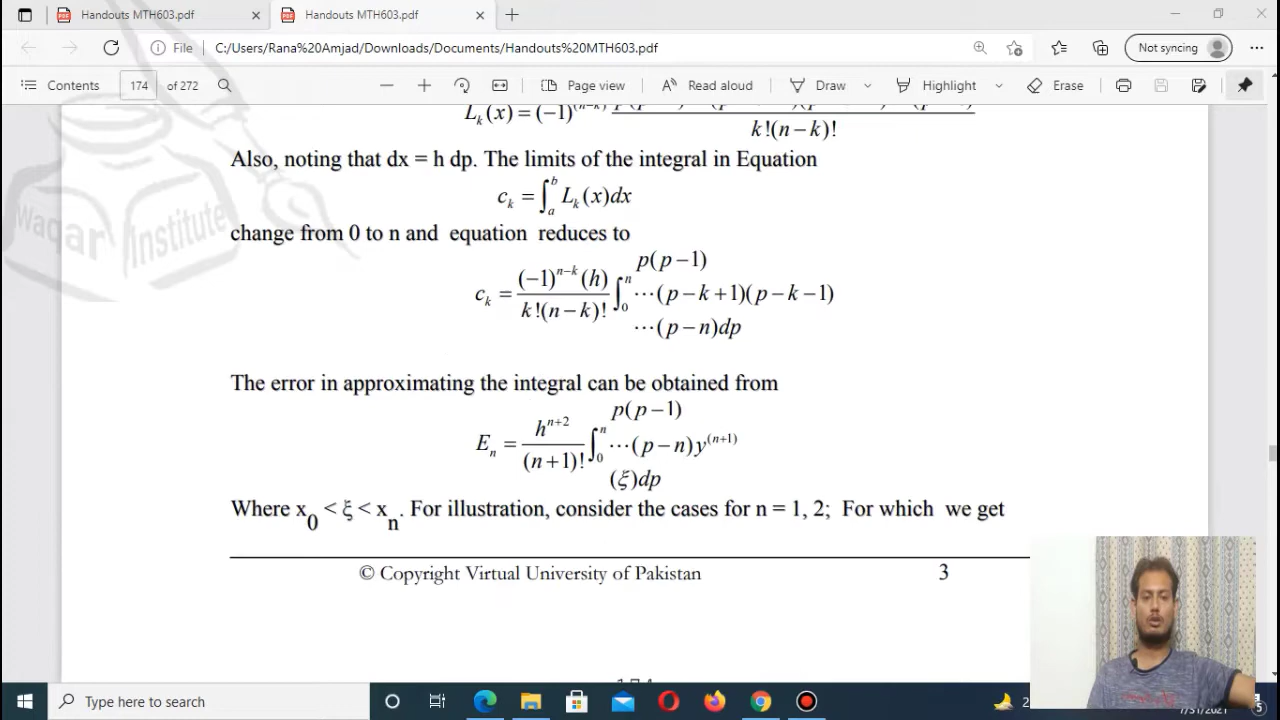 Handouts MTH603.pdf
Handouts MTH603.pdf
File
C:/Users/Rana%20Amjad/Downloads/Documents/Handouts%20MTH603.pdf
Not syncing
Contents
174
of 272
Page view
Read aloud
Draw
Highlight
Erase
L_k(x) = (−1)^(n−k)
k!(n−k)!
Also, noting that dx = h dp. The limits of the integral in Equation
c_k = ∫_a^b L_k(x)dx
change from 0 to n and equation reduces to
p(p−1)
c_k = (−1)^{n−k}(h) / k!(n−k)! ∫_0^n ⋯(p−k+1)(p−k−1)
⋯(p−n)dp
The error in approximating the integral can be obtained from
p(p−1)
E_n = h^{n+2} / (n+1)! ∫_0^n ⋯(p−n)y^{(n+1)}
(ξ)dp
Where x_0 < ξ < x_n. For illustration, consider the cases for n = 1, 2; For which we get
© Copyright Virtual University of Pakistan
3
Waqar Institute
Type here to search